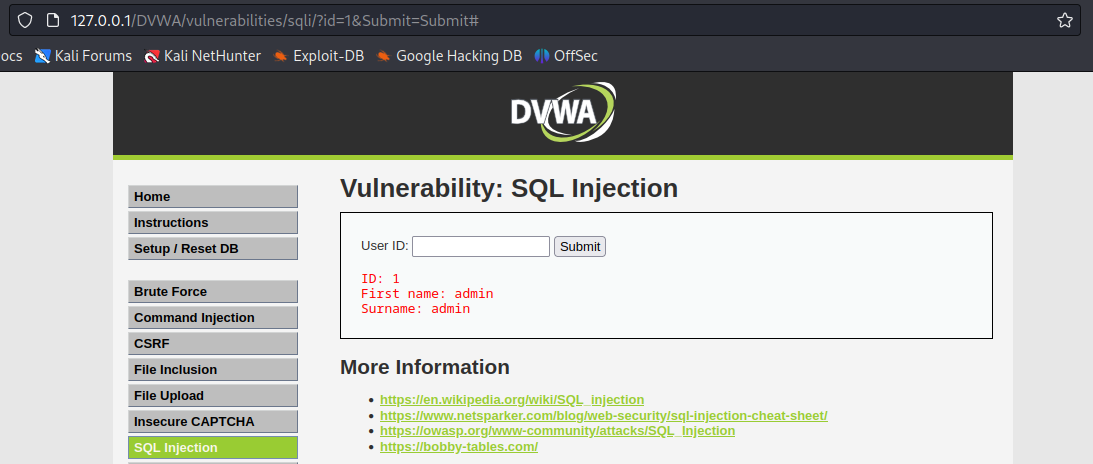 127.0.0.1/DVWA/vulnerabilities/sqli/?id=1&Submit=Submit#
ocs Kali Forums Kali NetHunter Exploit-DB Google Hacking DB OffSec
DVWA
Vulnerability: SQL Injection
Home
Instructions
Setup / Reset DB
Brute Force
Command Injection
CSRF
File Inclusion
File Upload
Insecure CAPTCHA
SQL Injection
User ID: Submit
ID: 1
First name: admin
Surname: admin
More Information
https://en.wikipedia.org/wiki/SQL_injection
https://www.netsparker.com/blog/web-security/sql-injection-cheat-sheet/
https://owasp.org/www-community/attacks/SQL_Injection
https://bobby-tables.com/